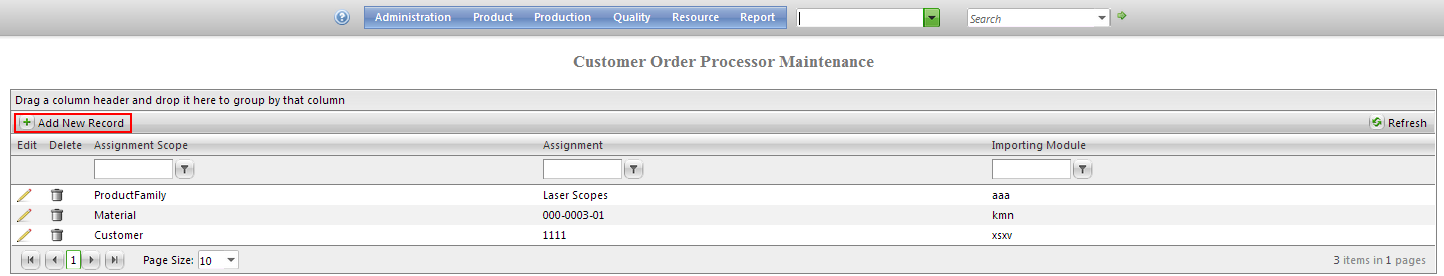 Administration Product Production Quality Resource Report Search
Customer Order Processor Maintenance
Drag a column header and drop it here to group by that column
Add New Record Refresh
Edit Delete Assignment Scope Assignment Importing Module
ProductFamily Laser Scopes aaa
Material 000-0003-01 kmn
Customer 1111 xsxv
1 Page Size: 10 3 items in 1 pages